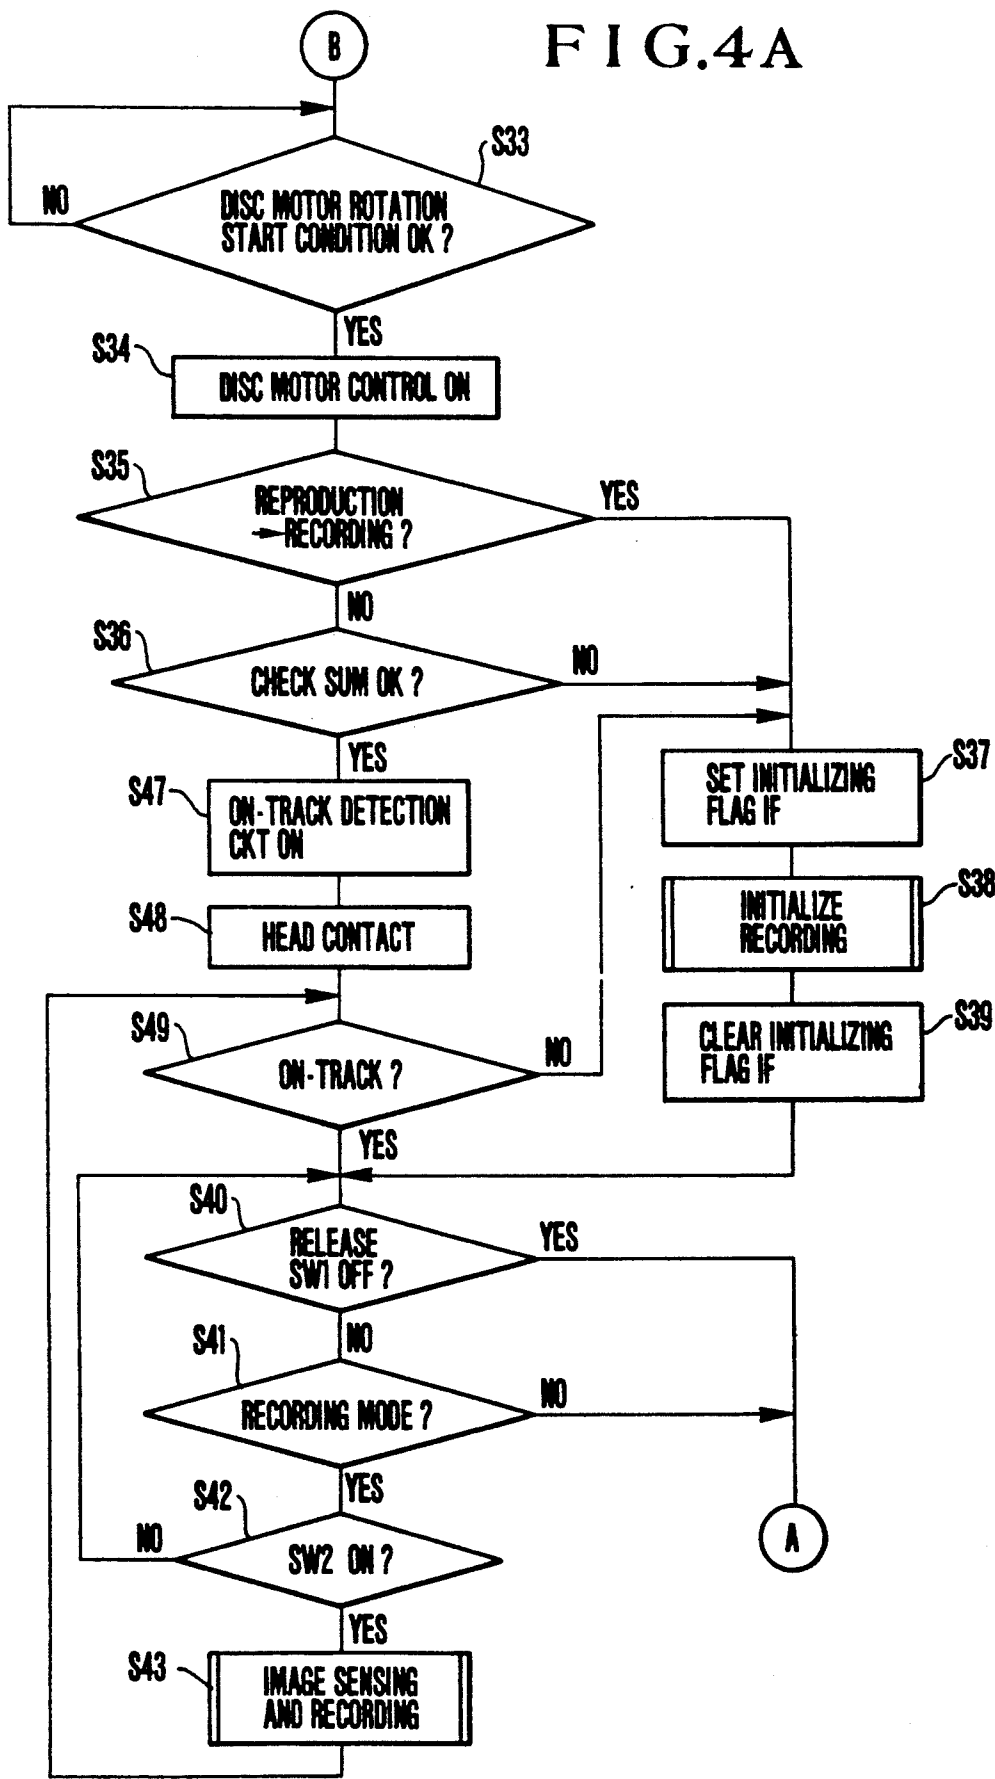 B
FIG.4A
S33
NO
DISC MOTOR ROTATION
START CONDITION OK ?
YES
S34
DISC MOTOR CONTROL ON
S35
REPRODUCTION
→RECORDING ?
YES
NO
S36
CHECK SUM OK ?
NO
YES
S47
ON-TRACK DETECTION
CKT ON
S37
SET INITIALIZING
FLAG IF
S48
HEAD CONTACT
S38
INITIALIZE
RECORDING
S49
ON-TRACK ?
NO
S39
CLEAR INITIALIZING
FLAG IF
YES
S40
RELEASE
SW1 OFF ?
YES
NO
S41
RECORDING MODE ?
NO
YES
S42
NO
SW2 ON ?
A
YES
S43
IMAGE SENSING
AND RECORDING